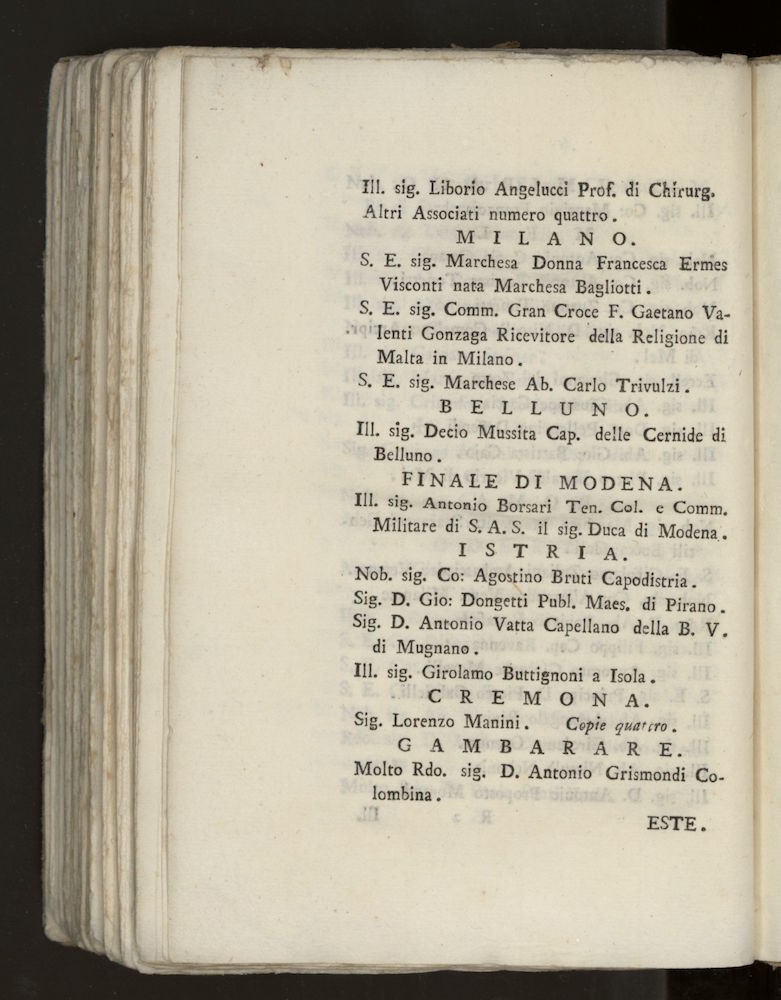 Ill. sig. Liborio Angelucci Prof. di Chirurg.
Altri Associati numero quattro.
MILANO.
S. E. sig. Marchesa Donna Francesca Ermes
Visconti nata Marchesa Bagliotti.
S. E. sig. Comm. Gran Croce F. Gaetano Va-
lenti Gonzaga Ricevitore della Religione di
Malta in Milano.
S. E. sig. Marchese Ab. Carlo Trivulzi.
BELLUNO.
Ill. sig. Decio Mussita Cap. delle Cernide di
Belluno.
FINALE DI MODENA.
Ill. sig. Antonio Borsari Ten. Col. e Comm.
Militare di S. A. S. il sig. Duca di Modena.
ISTRIA.
Nob. sig. Co: Agostino Bruti Capodistria.
Sig. D. Gio: Dongetti Publ. Maes. di Pirano.
Sig. D. Antonio Vatta Capellano della B. V.
di Mugnano.
Ill. sig. Girolamo Buttignoni a Isola.
CREMONA.
Sig. Lorenzo Manini. Copie quattro.
GAMBARARE.
Molto Rdo. sig. D. Antonio Grismondi Co-
lombina.
ESTE.